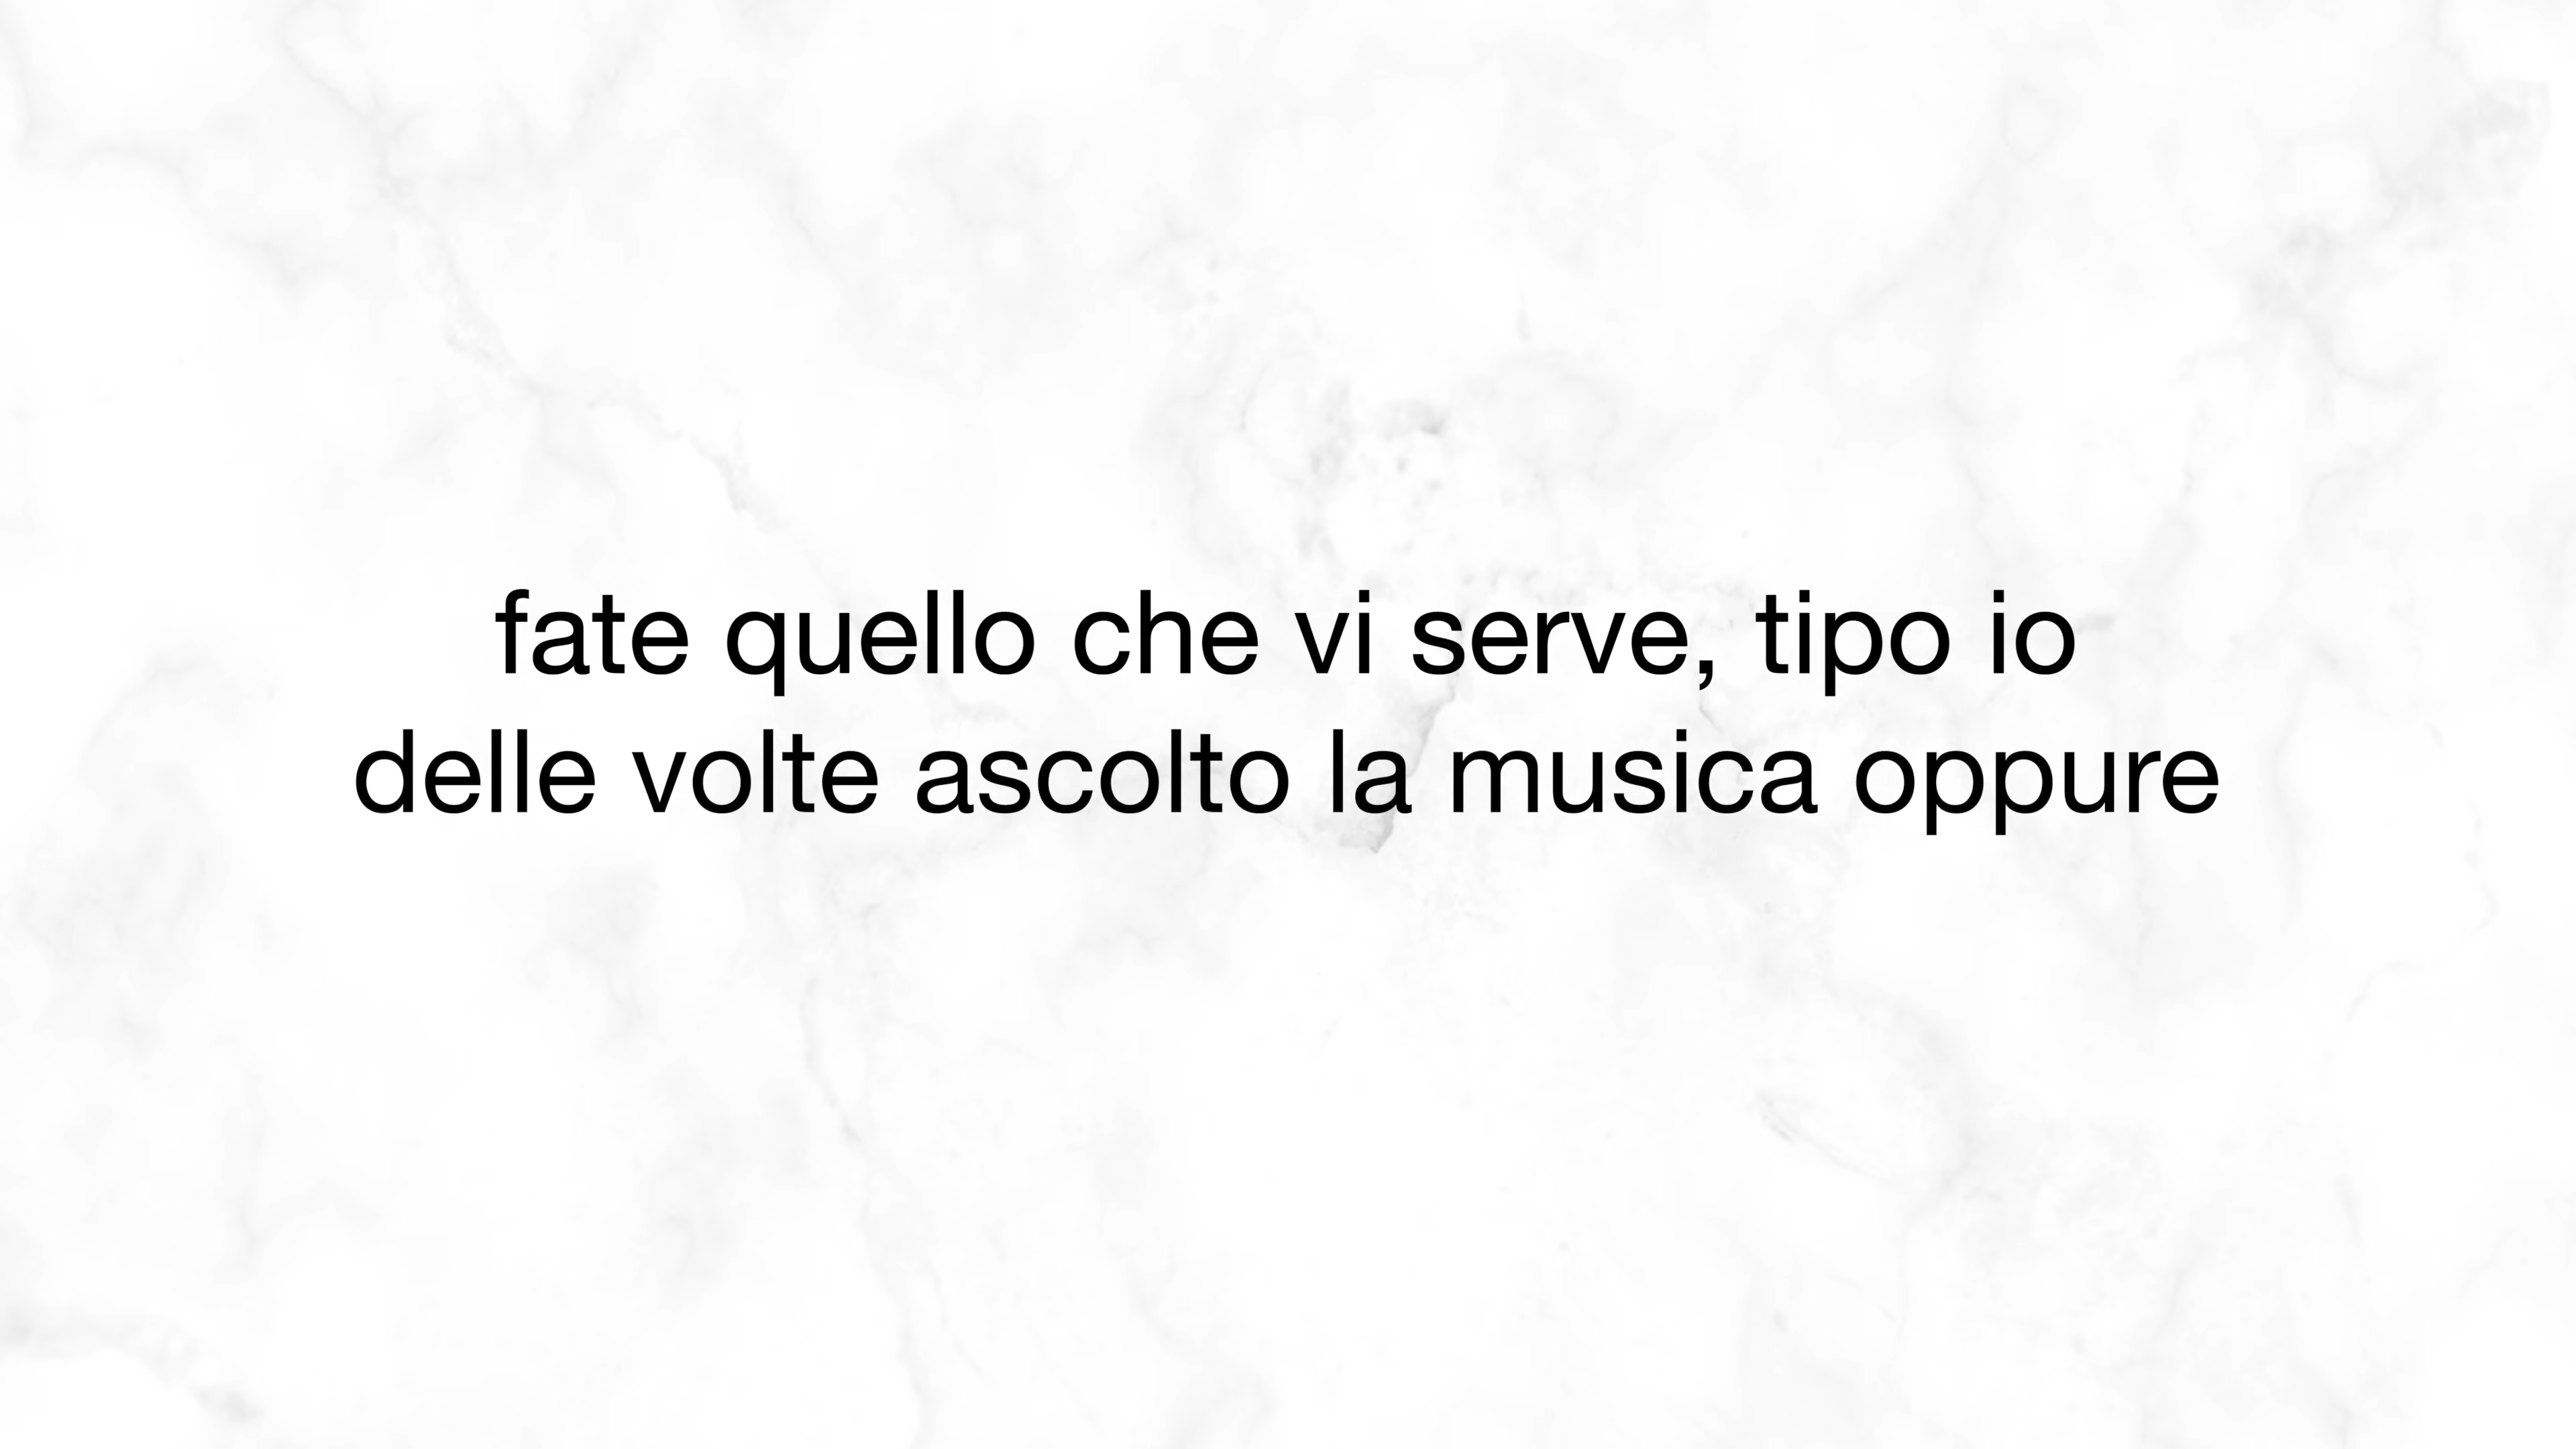 fate quello che vi serve, tipo io
delle volte ascolto la musica oppure